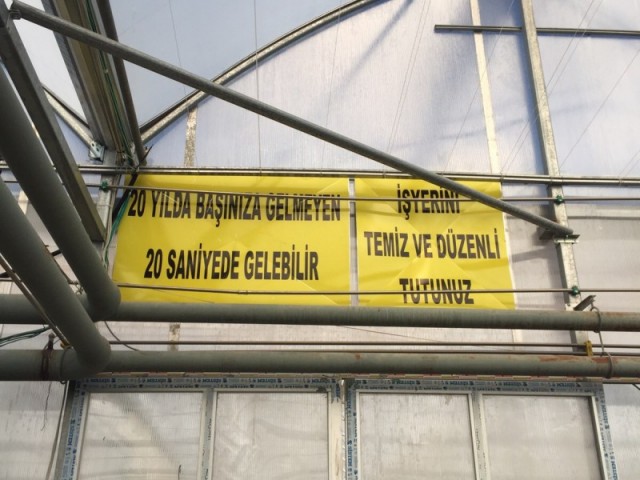 20 YILDA BAŞINIZA GELMEYEN
20 SANİYEDE GELEBİLİR
İŞYERİNİ
TEMİZ VE DÜZENLİ
TUTUNUZ